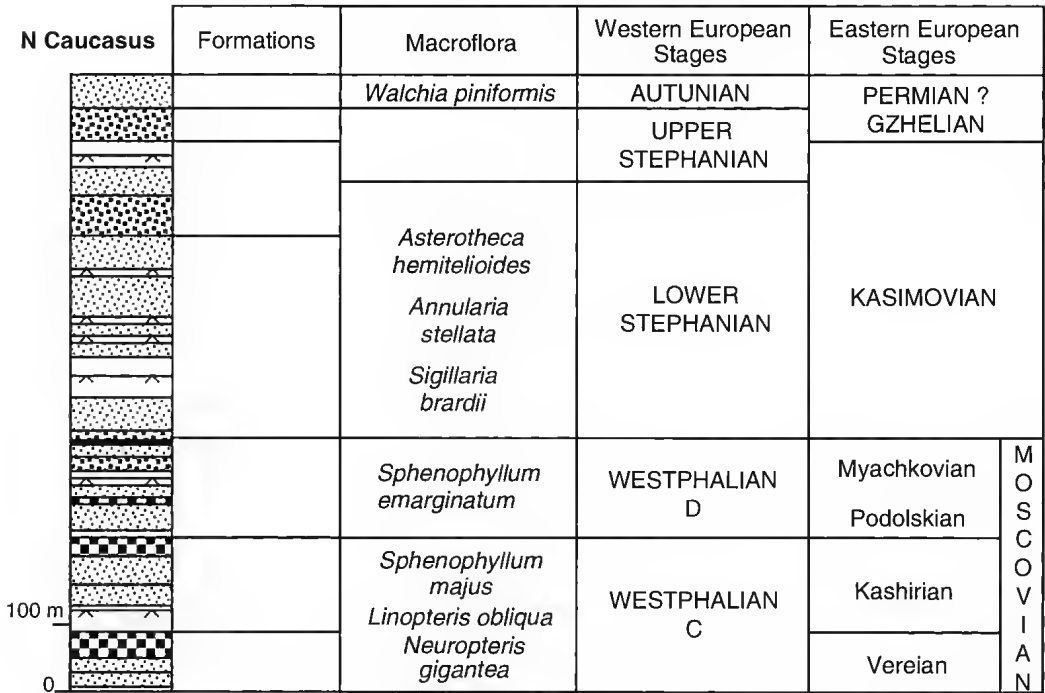 N Caucasus
Formations
Macroflora
Western European
Stages
Eastern European
Stages
Walchia piniformis
AUTUNIAN
PERMIAN ?
GZHELIAN
UPPER
STEPHANIAN
Asterotheca
hemitelioides
Annularia
stellata
Sigillaria
brardii
LOWER
STEPHANIAN
KASIMOVIAN
Sphenophyllum
emarginatum
WESTPHALIAN
D
Myachkovian
Podolskian
MOSCOVIAN
Sphenophyllum
majus
Linopteris obliqua
Neuropteris
gigantea
WESTPHALIAN
C
Kashirian
Vereian
100 m
0